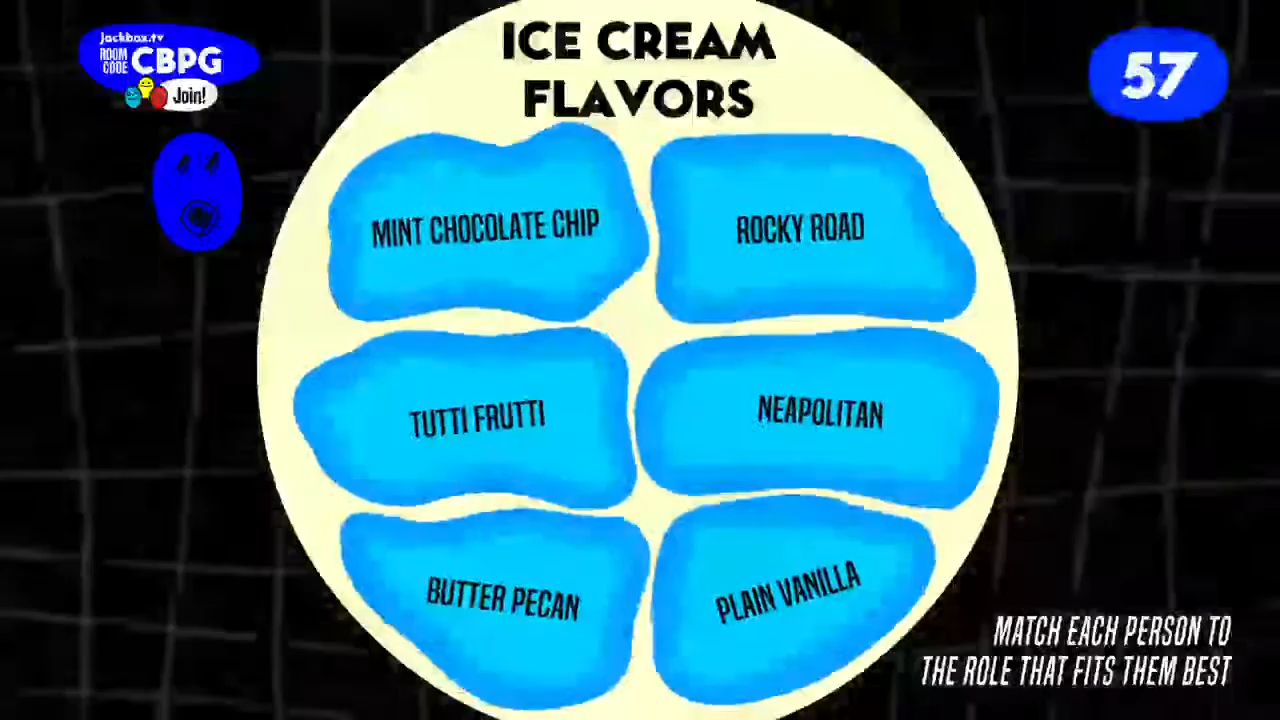 jackbox.tv
ROOM CODE CBPG
Join!
ICE CREAM
FLAVORS
57
MINT CHOCOLATE CHIP
ROCKY ROAD
TUTTI FRUTTI
NEAPOLITAN
BUTTER PECAN
PLAIN VANILLA
MATCH EACH PERSON TO
THE ROLE THAT FITS THEM BEST